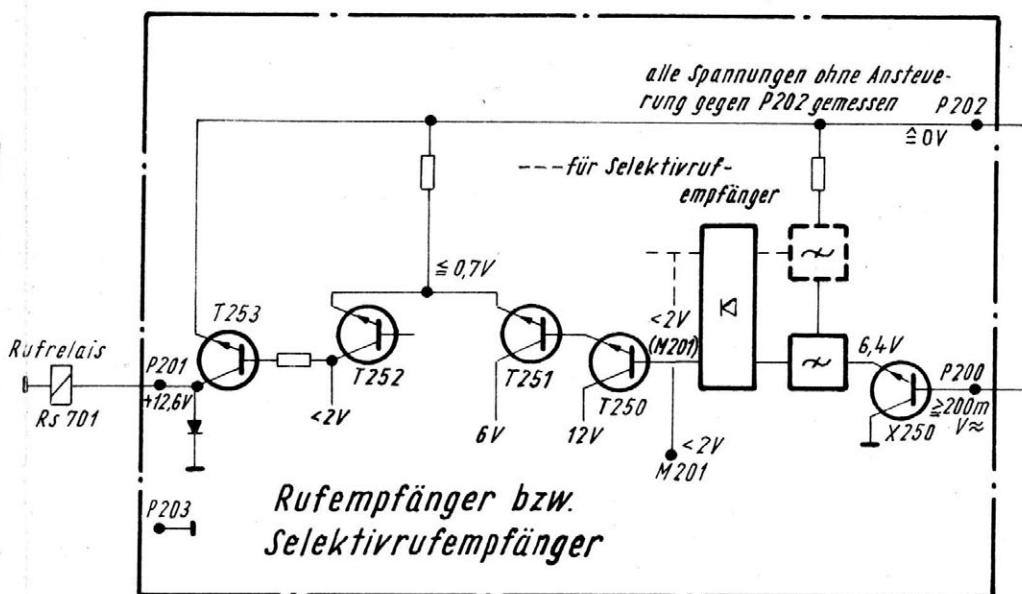 alle Spannungen ohne Ansteue-
rung gegen P202 gemessen
P202
≙ 0V
--- für Selektivruf-
empfänger
≦ 0,7V
T253
T252
T251
T250
<2V
(M201)
6,4V
P200
≧200m
V≈
X250
Rufrelais
Rs 701
P201
+12,6V
<2V
6V
12V
<2V
M201
P203
Rufempfänger bzw.
Selektivrufempfänger